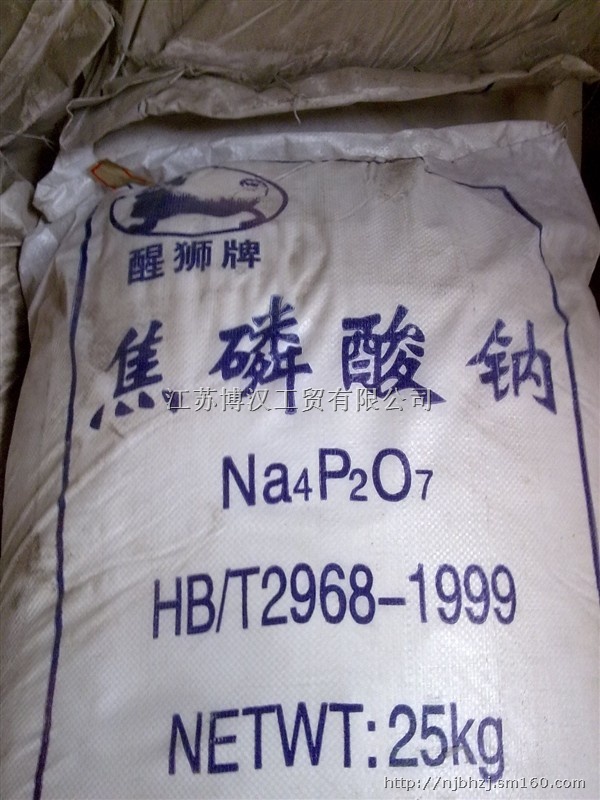 醒狮牌
焦磷酸钠
江苏博汉工贸有限公司
Na4P2O7
HB/T2968-1999
NETWT:25kg
http://njbhzj.sm160.com/